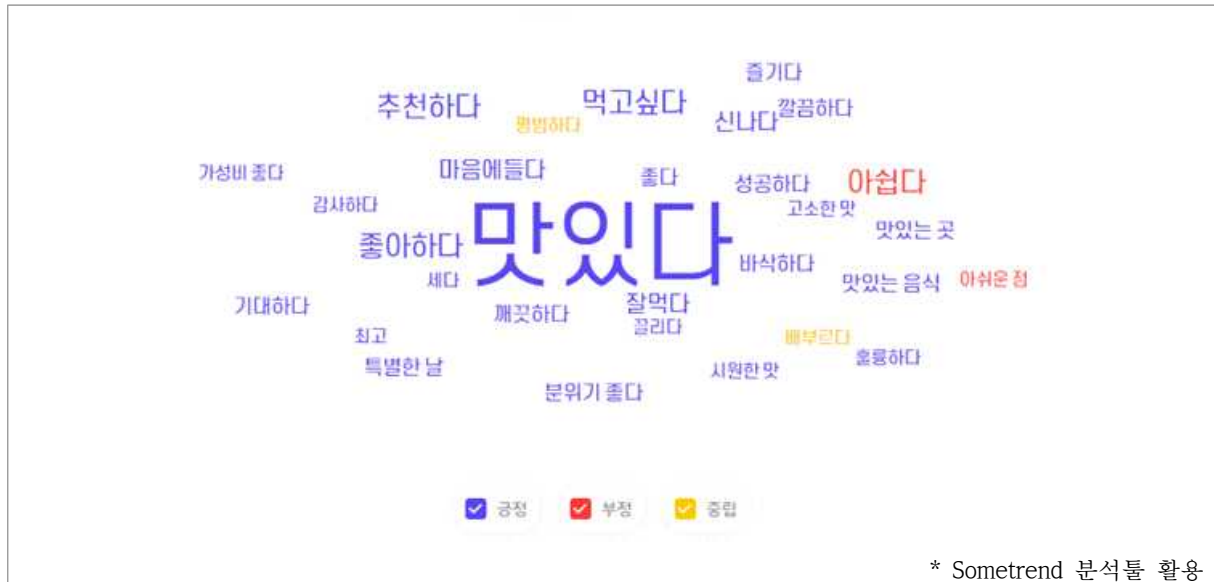 즐기다
추천하다 먹고싶다 신나다 깔끔하다
평범하다
가성비 좋다 마음에들다 좋다 성공하다 아쉽다
감사하다 고소한 맛
맛있는 곳
좋아하다 맛있다 바삭하다
세다 맛있는 음식 아쉬운 점
기대하다 깨끗하다 잘먹다
끌리다
최고 배부르다
특별한 날 시원한 맛 훌륭하다
분위기 좋다
긍정 부정 중립
* Sometrend 분석툴 활용